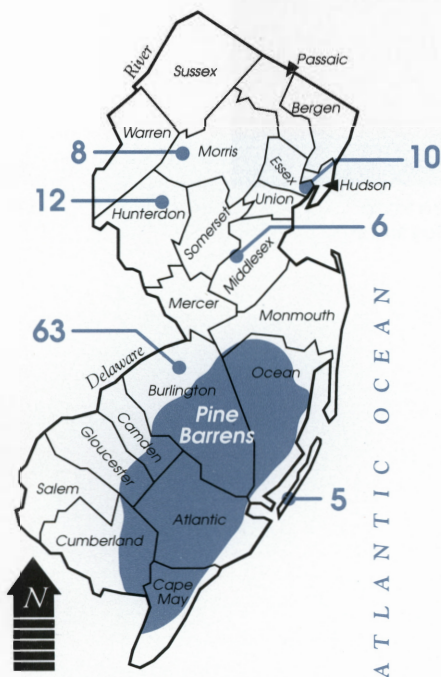 River
Passaic
Sussex
Bergen
Warren
8
Morris
Essex
10
Hudson
12
Hunterdon
Union
Somerset
6
Middlesex
Mercer
Monmouth
63
Delaware
Ocean
Burlington
Pine
Barrens
Camden
Gloucester
Salem
5
Atlantic
Cumberland
Cape
May
N
ATLANTIC OCEAN